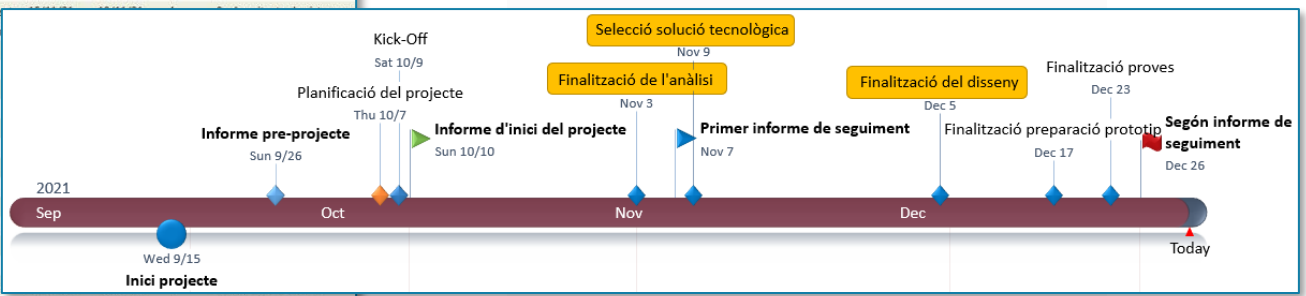 Selecció solució tecnològica
Nov 9
Kick-Off
Sat 10/9
Finalització de l'anàlisi
Nov 3
Finalització del disseny
Dec 5
Finalització proves
Dec 23
Planificació del projecte
Thu 10/7
Informe pre-projecte
Sun 9/26
Informe d'inici del projecte
Sun 10/10
Primer informe de seguiment
Nov 7
Finalització preparació prototip
Dec 17
Segón informe de
seguiment
Dec 26
2021
Sep
Oct
Nov
Dec
Today
Wed 9/15
Inici projecte